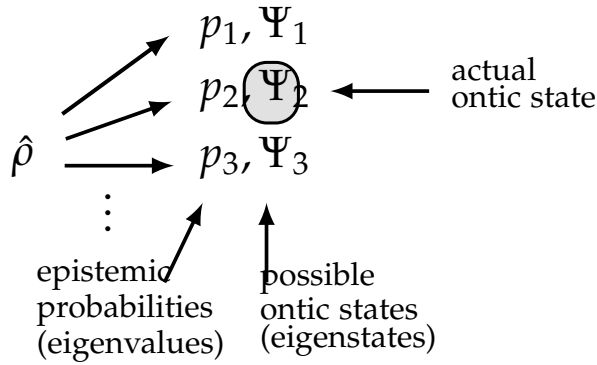 p₁, Ψ₁
p₂, Ψ₂
actual
ontic state
ρ̂
p₃, Ψ₃
⋮
epistemic
probabilities
(eigenvalues)
possible
ontic states
(eigenstates)